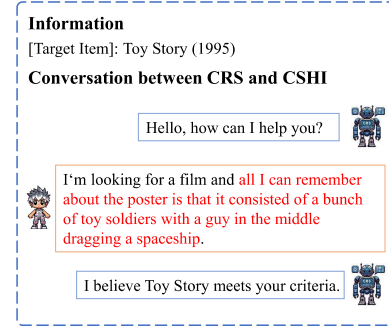 Information
[Target Item]: Toy Story (1995)
Conversation between CRS and CSHI
Hello, how can I help you?
I‘m looking for a film and all I can remember
about the poster is that it consisted of a bunch
of toy soldiers with a guy in the middle
dragging a spaceship.
I believe Toy Story meets your criteria.